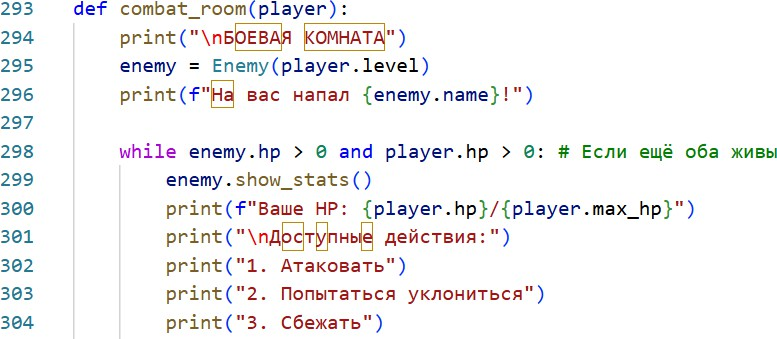 293 def combat_room(player):
294     print("\nБОЕВАЯ КОМНАТА")
295     enemy = Enemy(player.level)
296     print(f"На вас напал {enemy.name}!")
297
298     while enemy.hp > 0 and player.hp > 0: # Если ещё оба живы
299         enemy.show_stats()
300         print(f"Ваше HP: {player.hp}/{player.max_hp}")
301         print("\nДоступные действия:")
302         print("1. Атаковать")
303         print("2. Попытаться уклониться")
304         print("3. Сбежать")